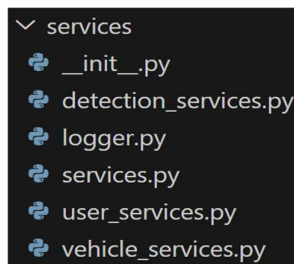 services
__init__.py
detection_services.py
logger.py
services.py
user_services.py
vehicle_services.py